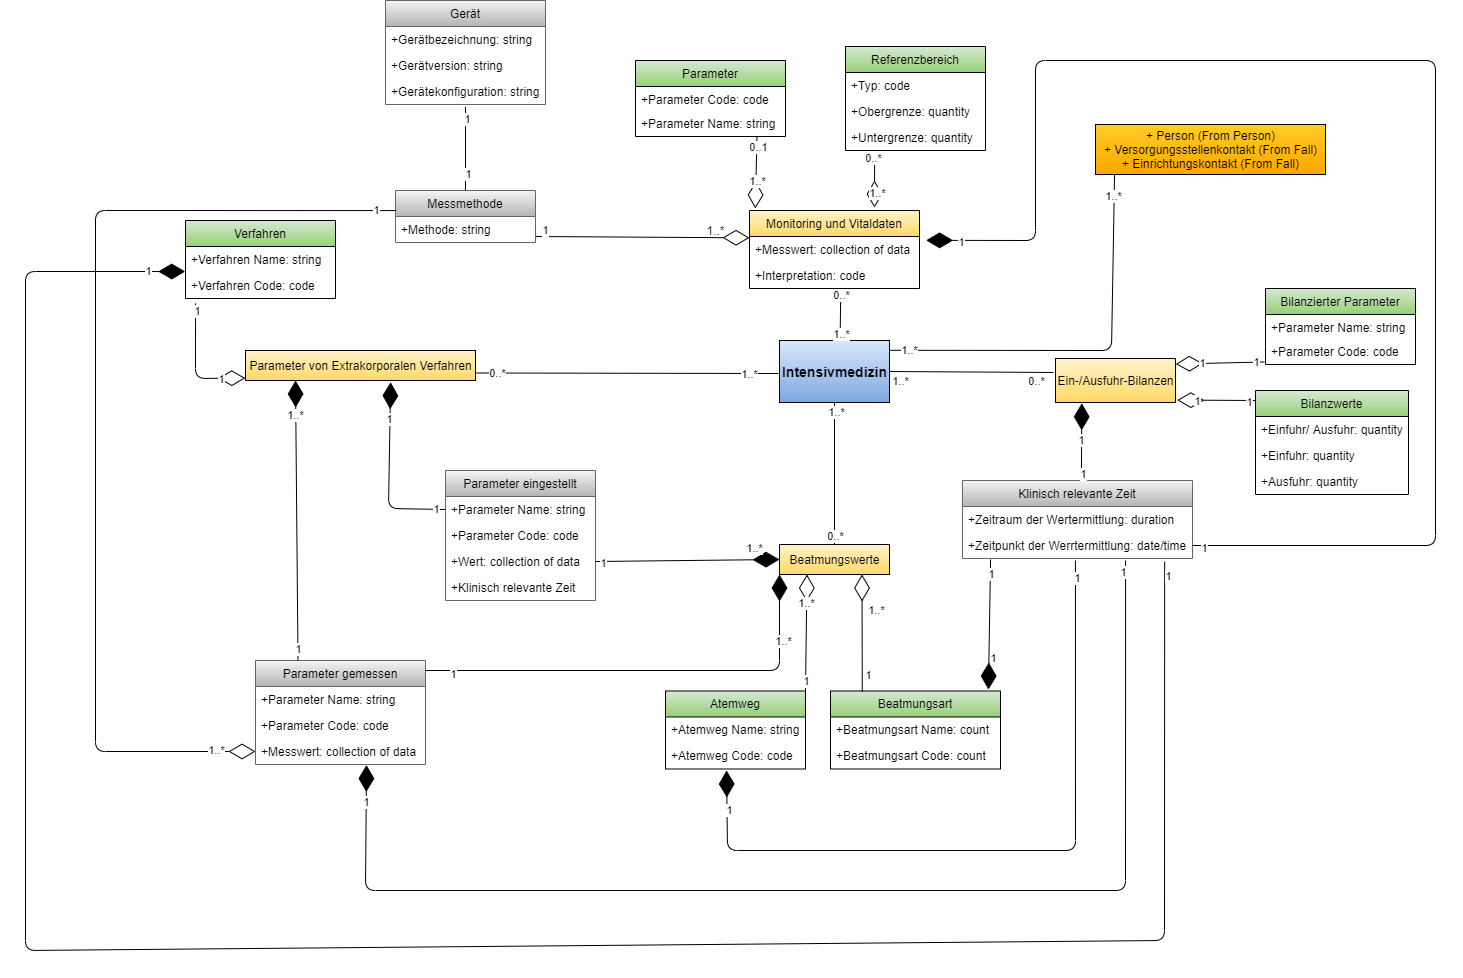 Gerät
+Gerätbezeichnung: string
+Gerätversion: string
+Gerätekonfiguration: string
1
1
Parameter
+Parameter Code: code
+Parameter Name: string
0..1
1..*
Referenzbereich
+Typ: code
+Obergrenze: quantity
+Untergrenze: quantity
0..*
1..*
+ Person (From Person)
+ Versorgungsstellenkontakt (From Fall)
+ Einrichtungskontakt (From Fall)
1..*
Messmethode
+Methode: string
1
1
1..*
Monitoring und Vitaldaten
+Messwert: collection of data
+Interpretation: code
1
0..*
1..*
Verfahren
+Verfahren Name: string
+Verfahren Code: code
1
1
1
Parameter von Extrakorporalen Verfahren
0..*
1..*
Intensivmedizin
1..*
1..*
0..*
Ein-/Ausfuhr-Bilanzen
1
1
Bilanzierter Parameter
+Parameter Name: string
+Parameter Code: code
1
1
Bilanzwerte
+Einfuhr/ Ausfuhr: quantity
+Einfuhr: quantity
+Ausfuhr: quantity
1..*
1
1..*
1
1
Parameter eingestellt
+Parameter Name: string
+Parameter Code: code
+Wert: collection of data
+Klinisch relevante Zeit
1
1
1..*
0..*
Beatmungswerte
Klinisch relevante Zeit
+Zeitraum der Wertermittlung: duration
+Zeitpunkt der Werrtermittlung: date/time
1
1
1
1
1
1..*
1..*
1..*
1
1
Parameter gemessen
+Parameter Name: string
+Parameter Code: code
+Messwert: collection of data
1..*
1
1
1
1
Atemweg
+Atemweg Name: string
+Atemweg Code: code
1
Beatmungsart
+Beatmungsart Name: count
+Beatmungsart Code: count